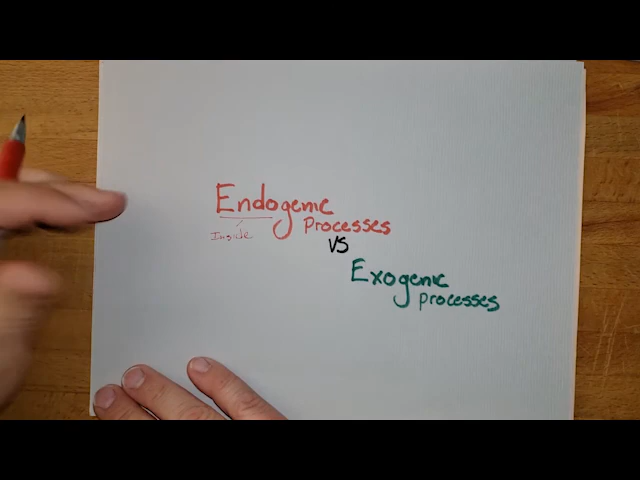 Endogenic
Processes
Inside
VS
Exogenic
processes